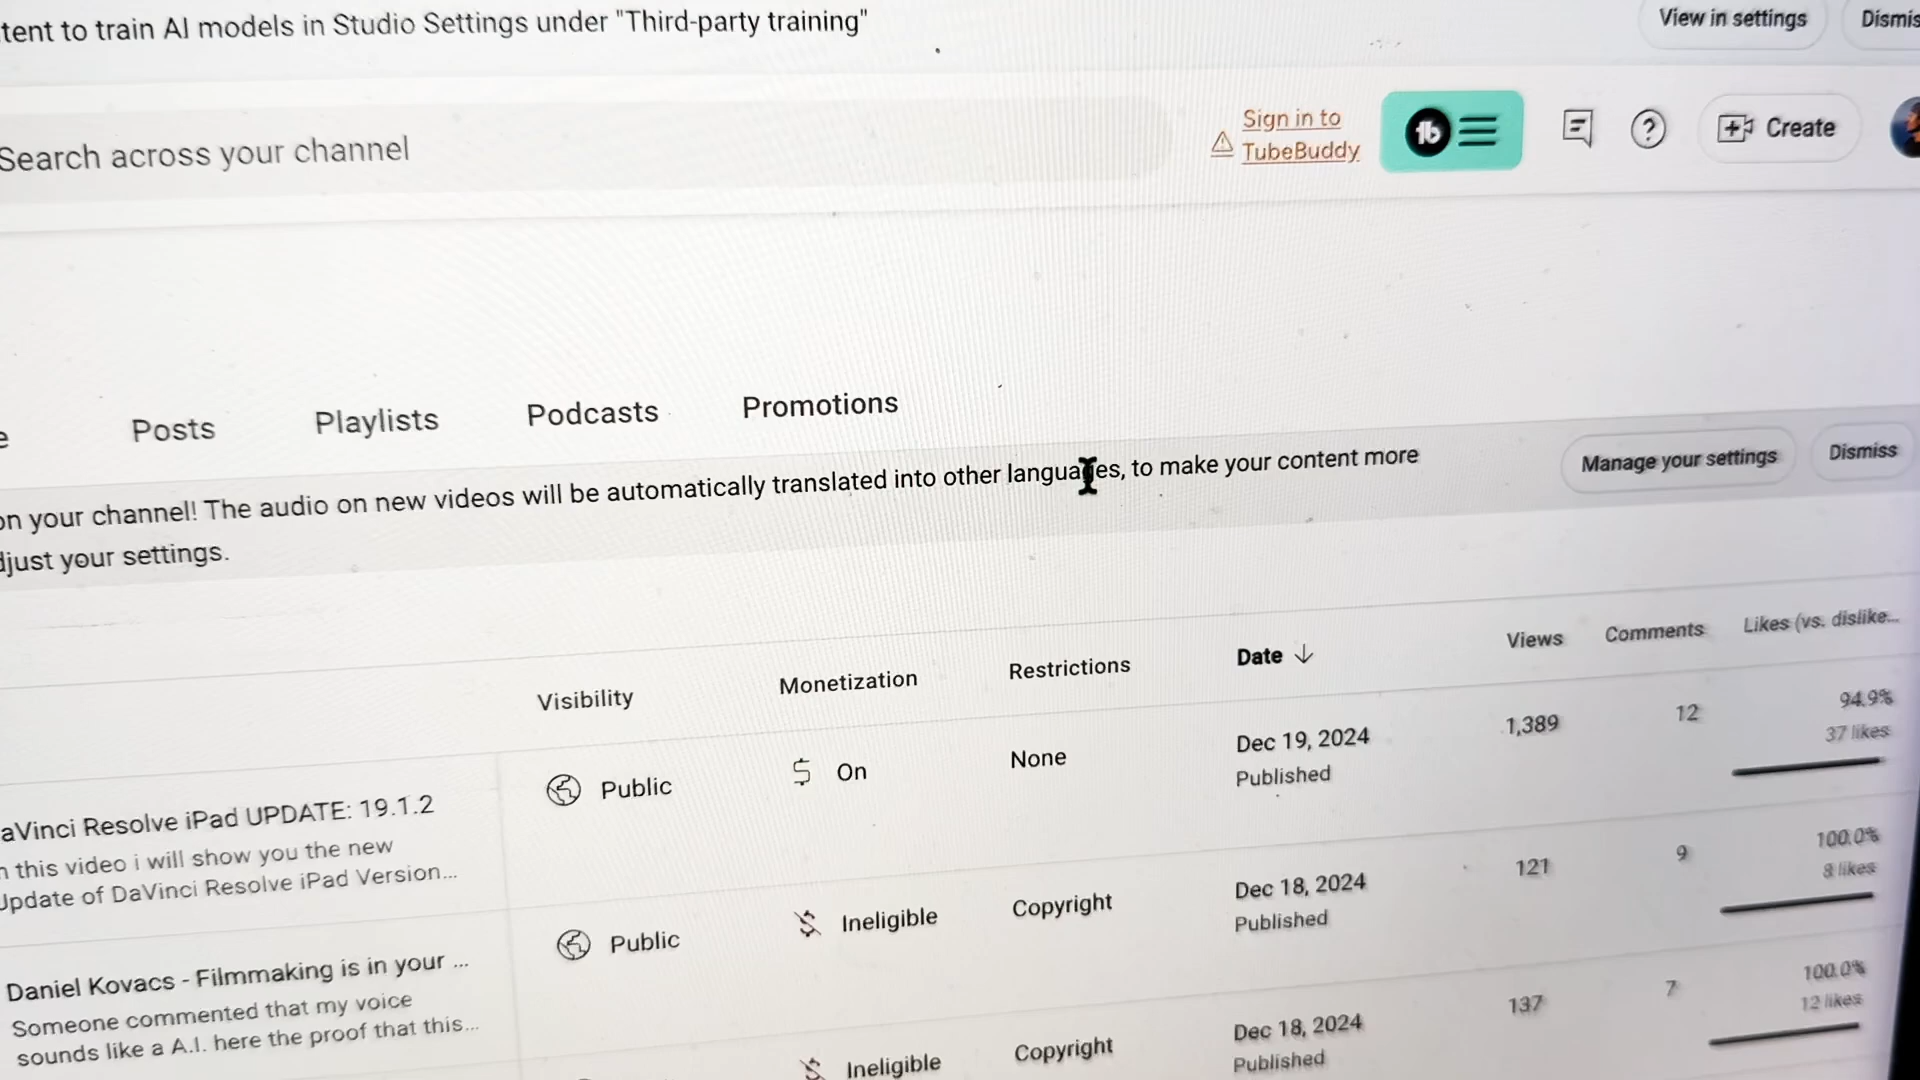 tent to train AI models in Studio Settings under "Third-party training"
View in settings
Search across your channel
Sign in to
TubeBuddy
tb
Create
Posts
Playlists
Podcasts
Promotions
on your channel! The audio on new videos will be automatically translated into other languages, to make your content more
djust your settings.
Manage your settings
Dismiss
Visibility
Monetization
Restrictions
Date
Views
Comments
Likes (vs. dislike...
aVinci Resolve iPad UPDATE: 19.1.2
n this video i will show you the new
Update of DaVinci Resolve iPad Version...
Public
On
None
Dec 19, 2024
Published
1,389
12
94.9%
37 likes
Daniel Kovacs - Filmmaking is in your ...
Someone commented that my voice
sounds like a A.I. here the proof that this...
Public
Ineligible
Copyright
Dec 18, 2024
Published
121
9
100.0%
8 likes
Ineligible
Copyright
Dec 18, 2024
Published
137
7
100.0%
12 likes